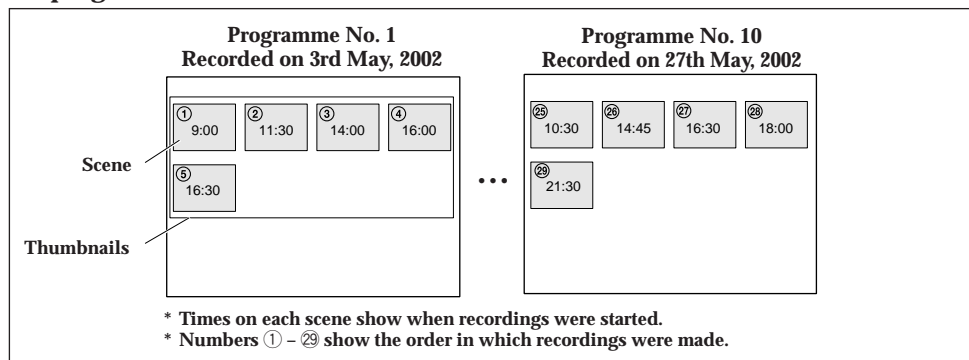 Programme No. 1
Recorded on 3rd May, 2002
Programme No. 10
Recorded on 27th May, 2002
① ② ③ ④
9:00 11:30 14:00 16:00
⑤
16:30
㉕ ㉖ ㉗ ㉘
10:30 14:45 16:30 18:00
㉙
21:30
Scene
...
Thumbnails
* Times on each scene show when recordings were started.
* Numbers ① – ㉙ show the order in which recordings were made.